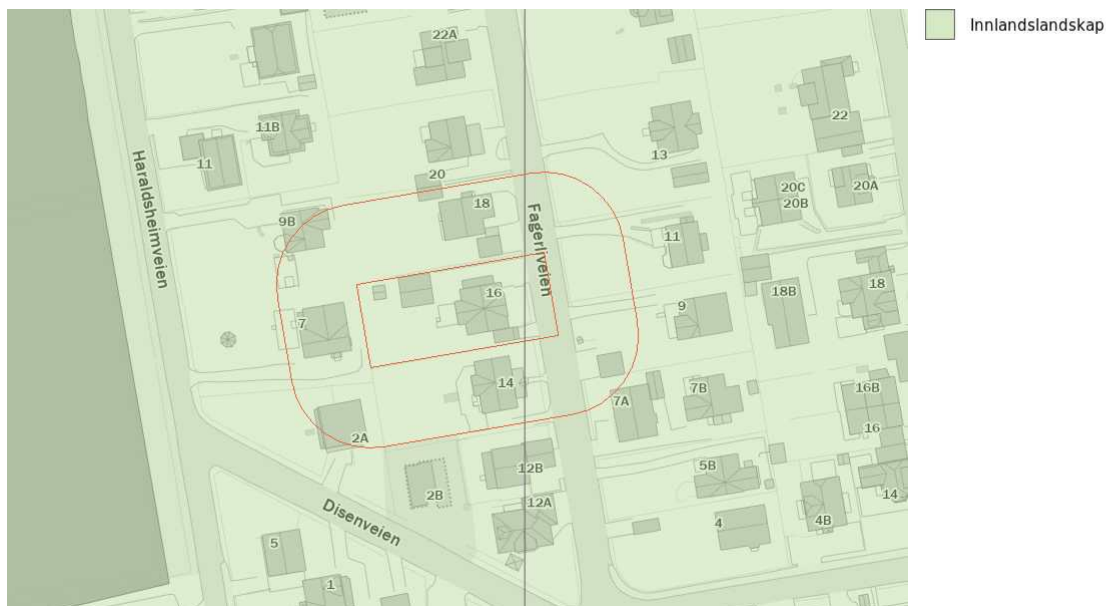 Innlandslandskap
22A
22
11B
11
13
20
20C
20B
20A
Haraldsheimveien
18
9B
Fagerliveien
11
16
18B
18
7
9
14
7A
7B
16B
16
2A
12B
5B
14
2B
12A
4
4B
Disenveien
5
1